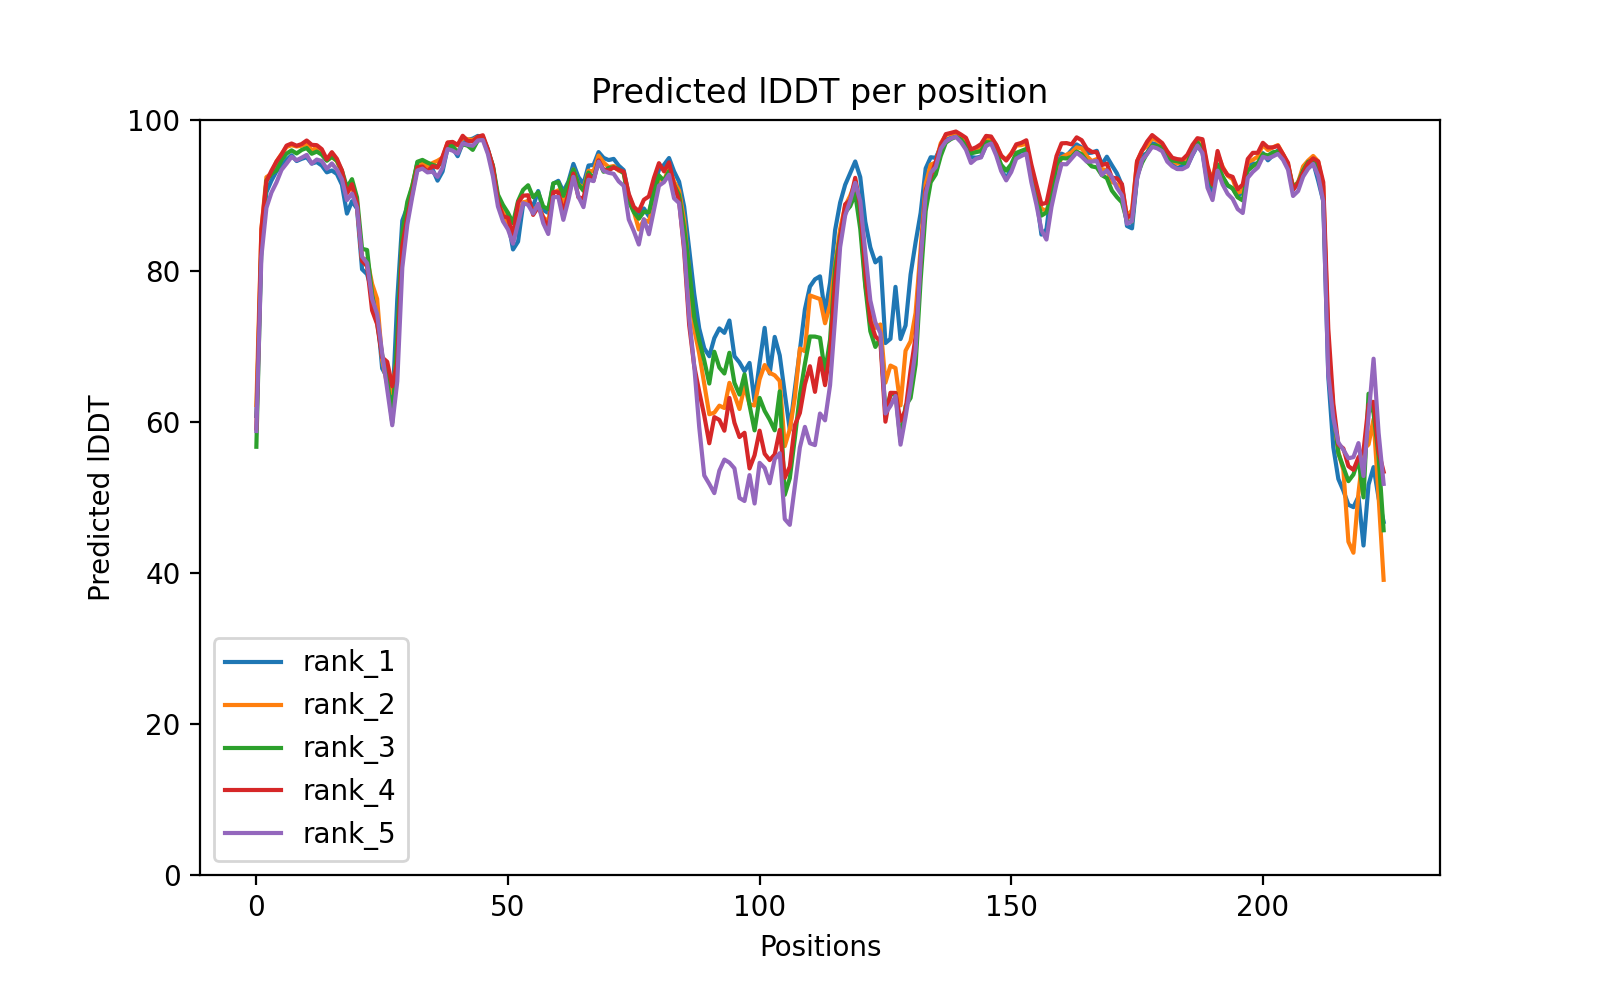 Predicted lDDT per position
100
80
60
40
20
0
Predicted lDDT
rank_1
rank_2
rank_3
rank_4
rank_5
0 50 100 150 200
Positions